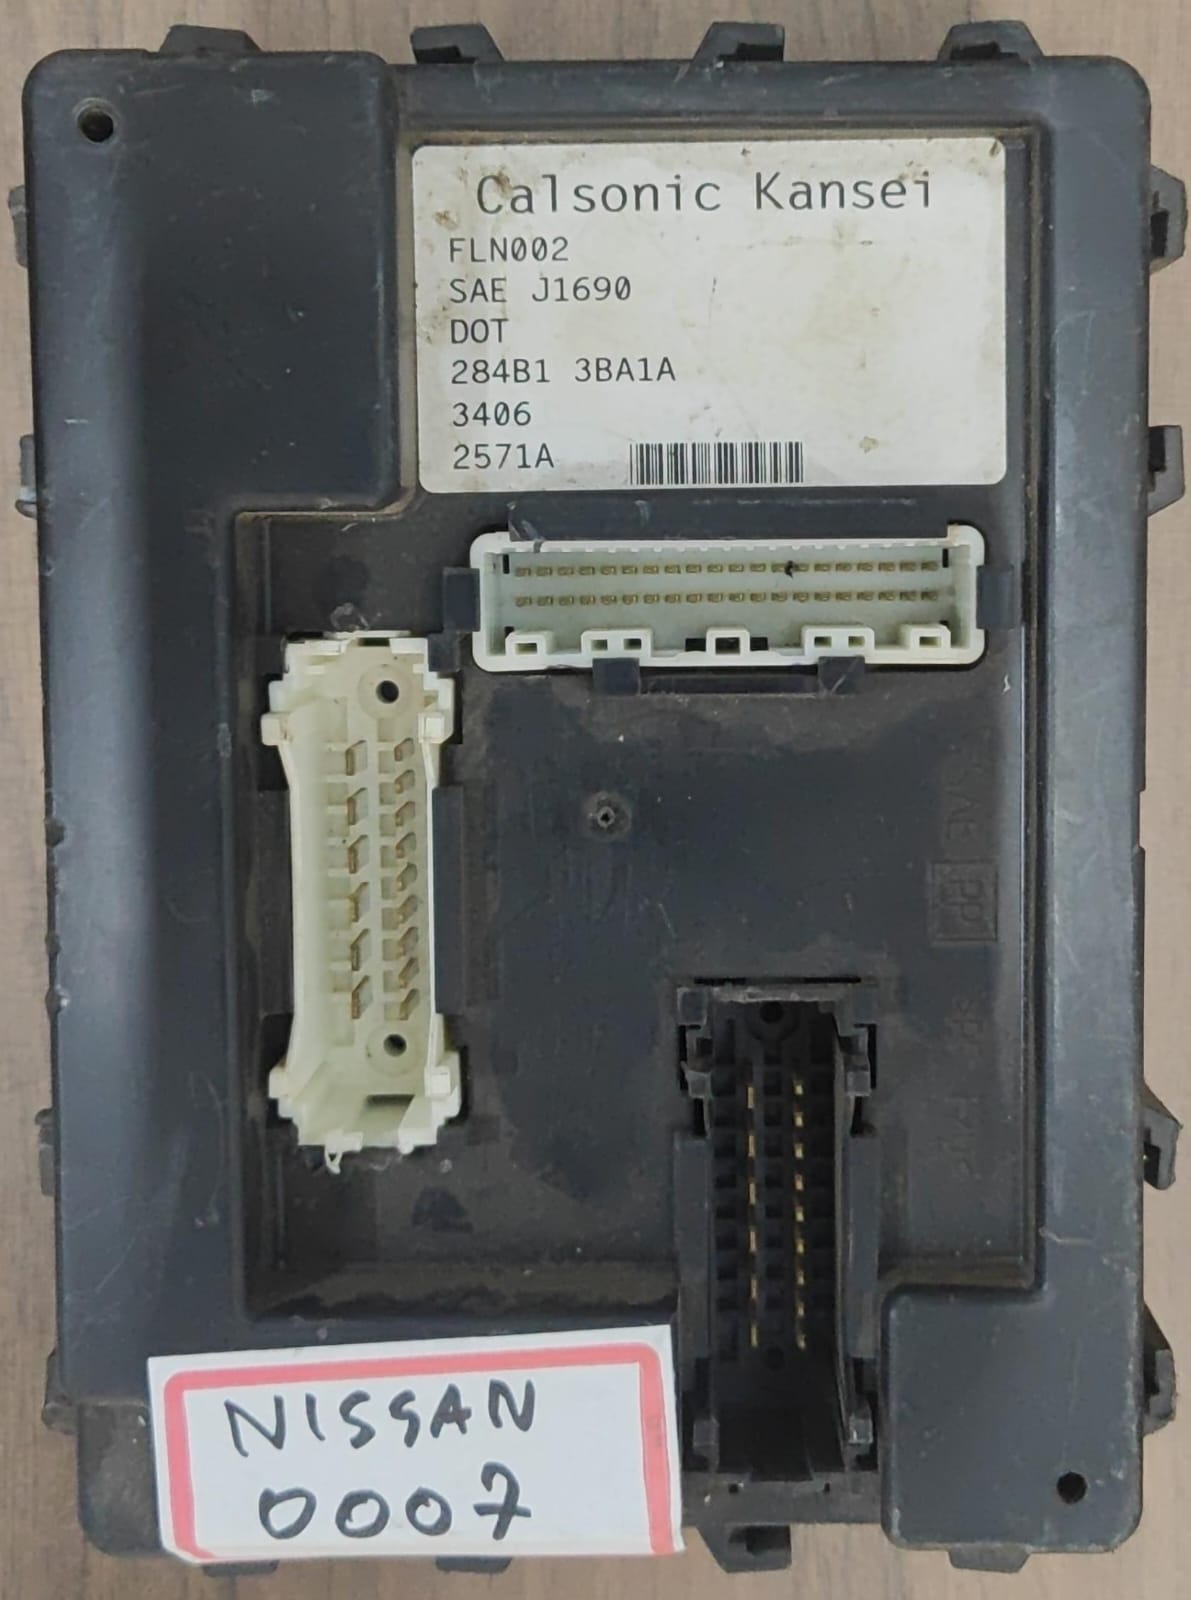 Calsonic Kansei
FLN002
SAE J1690
DOT
284B1 3BA1A
3406
2571A
NISSAN
0007